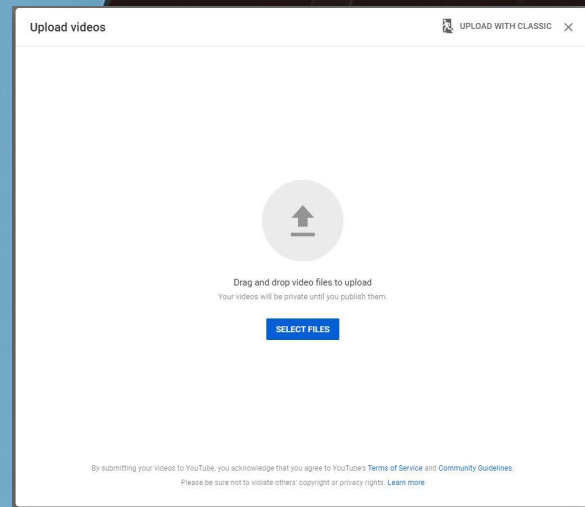 Upload videos
UPLOAD WITH CLASSIC
Drag and drop video files to upload
Your videos will be private until you publish them.
SELECT FILES
By submitting your videos to YouTube, you acknowledge that you agree to YouTube's Terms of Service and Community Guidelines.
Please be sure not to violate others' copyright or privacy rights. Learn more